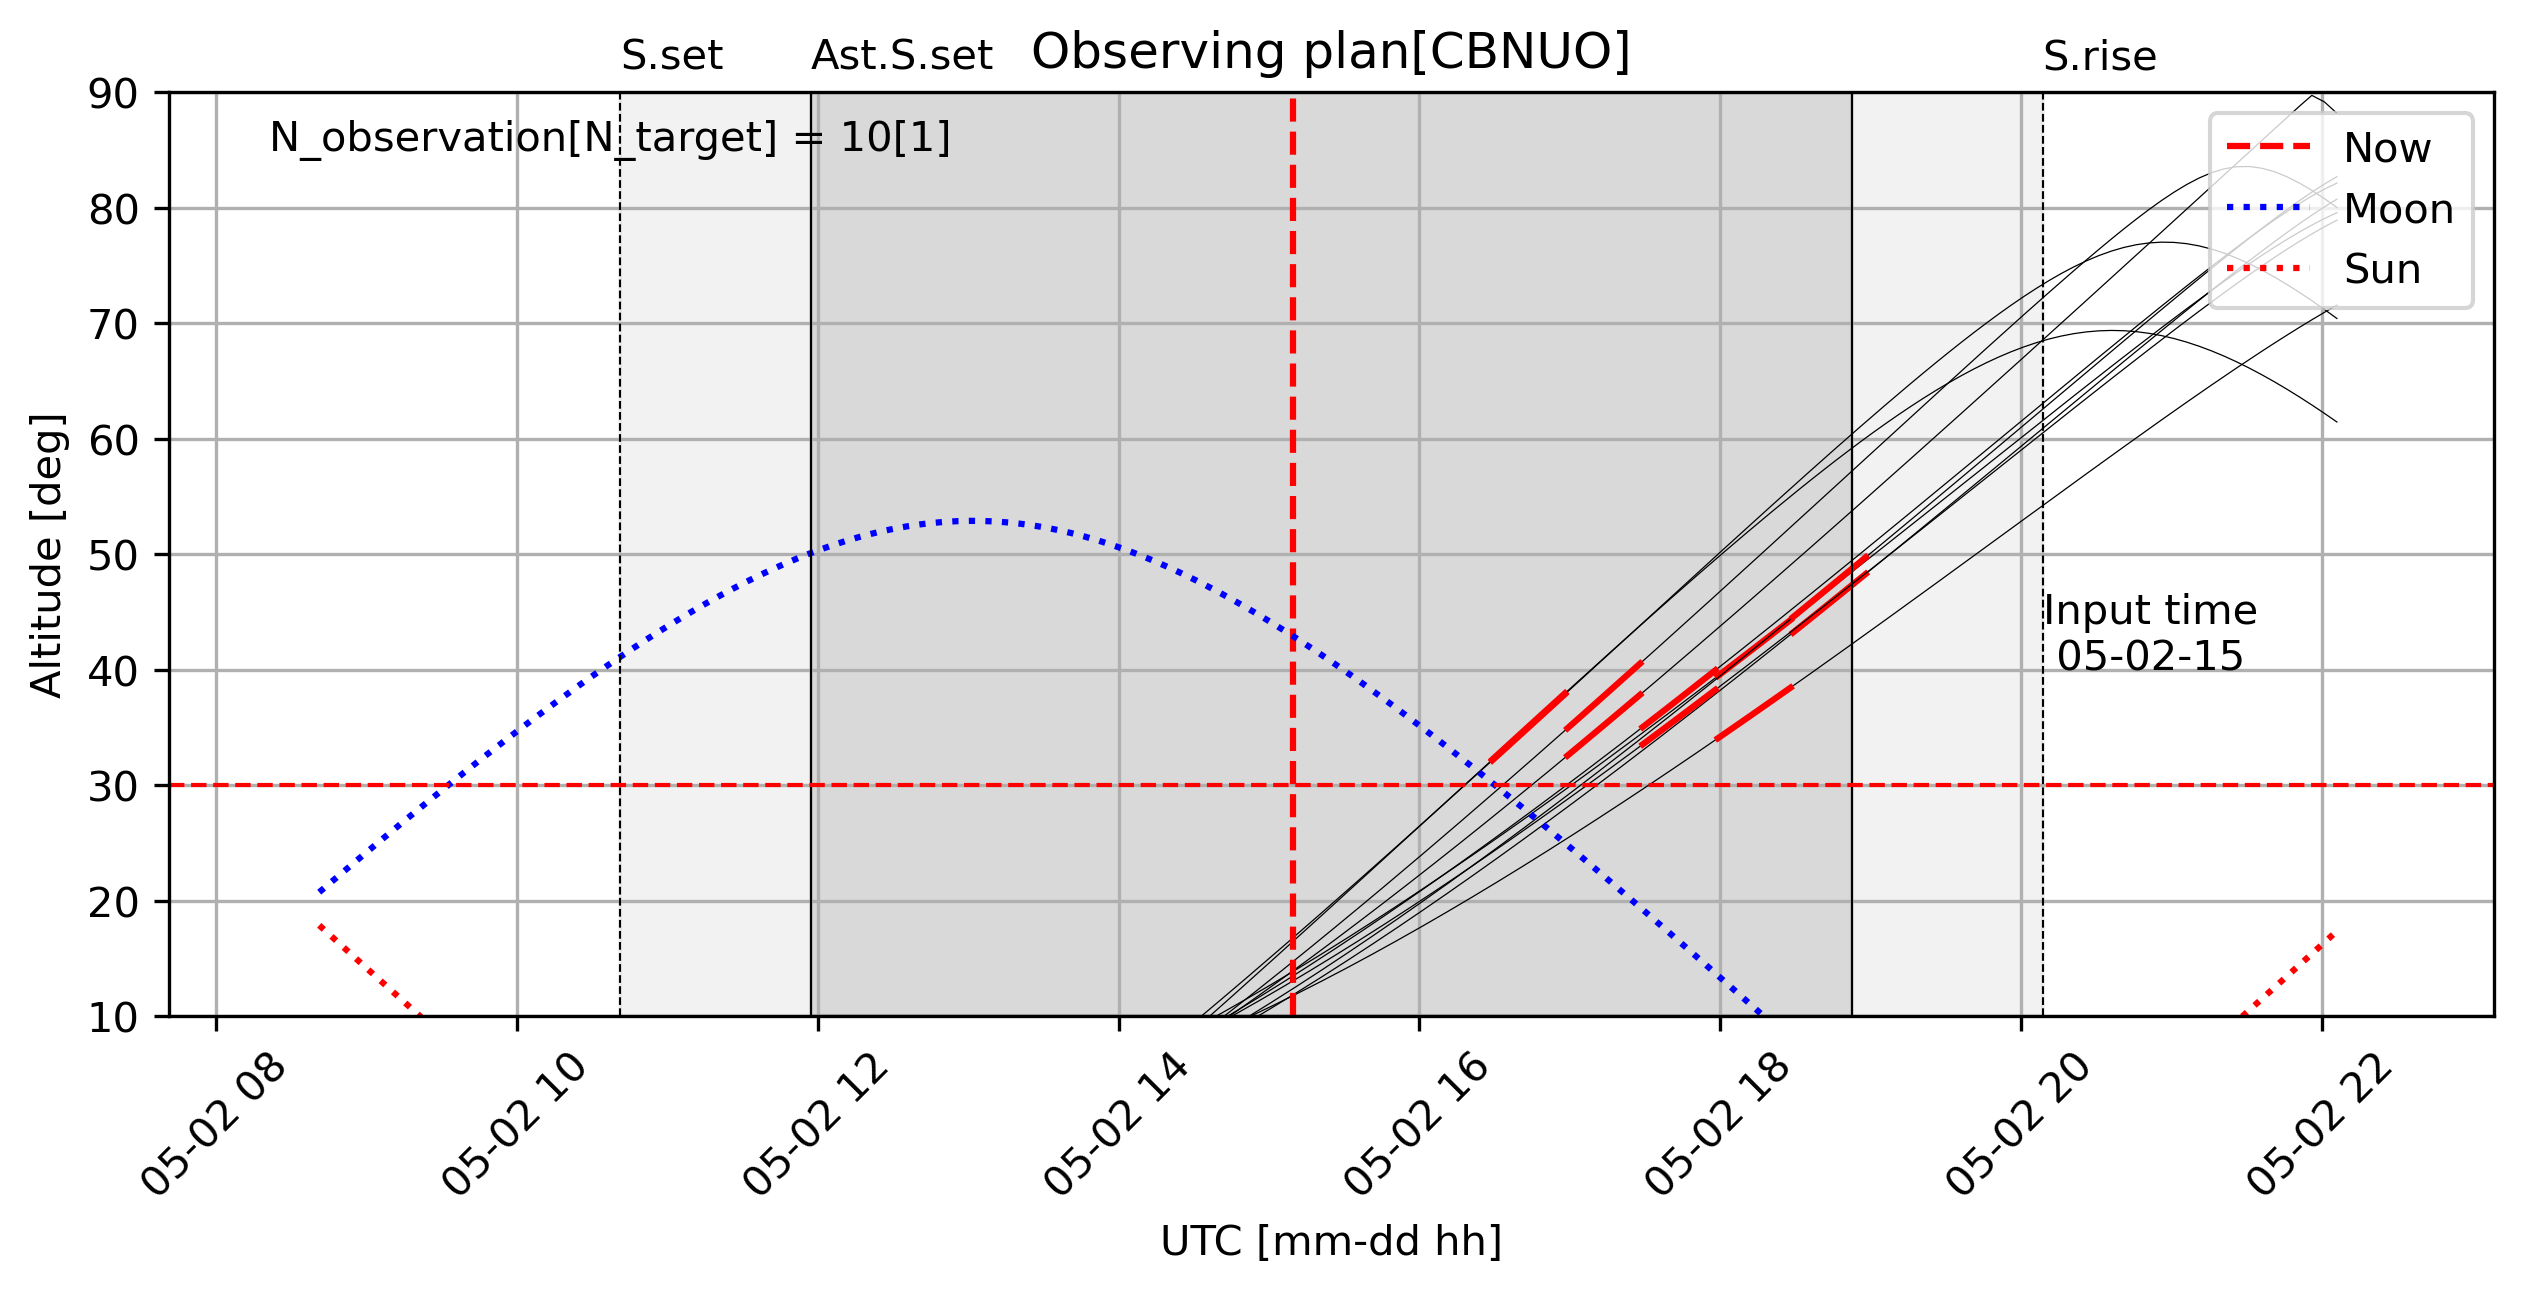 S.set
Ast.S.set
Observing plan[CBNUO]
S.rise
N_observation[N_target] = 10[1]
Now
Moon
Sun
Input time
05-02-15
90
80
70
60
50
40
30
20
10
Altitude [deg]
05-02 08
05-02 10
05-02 12
05-02 14
05-02 16
05-02 18
05-02 20
05-02 22
UTC [mm-dd hh]